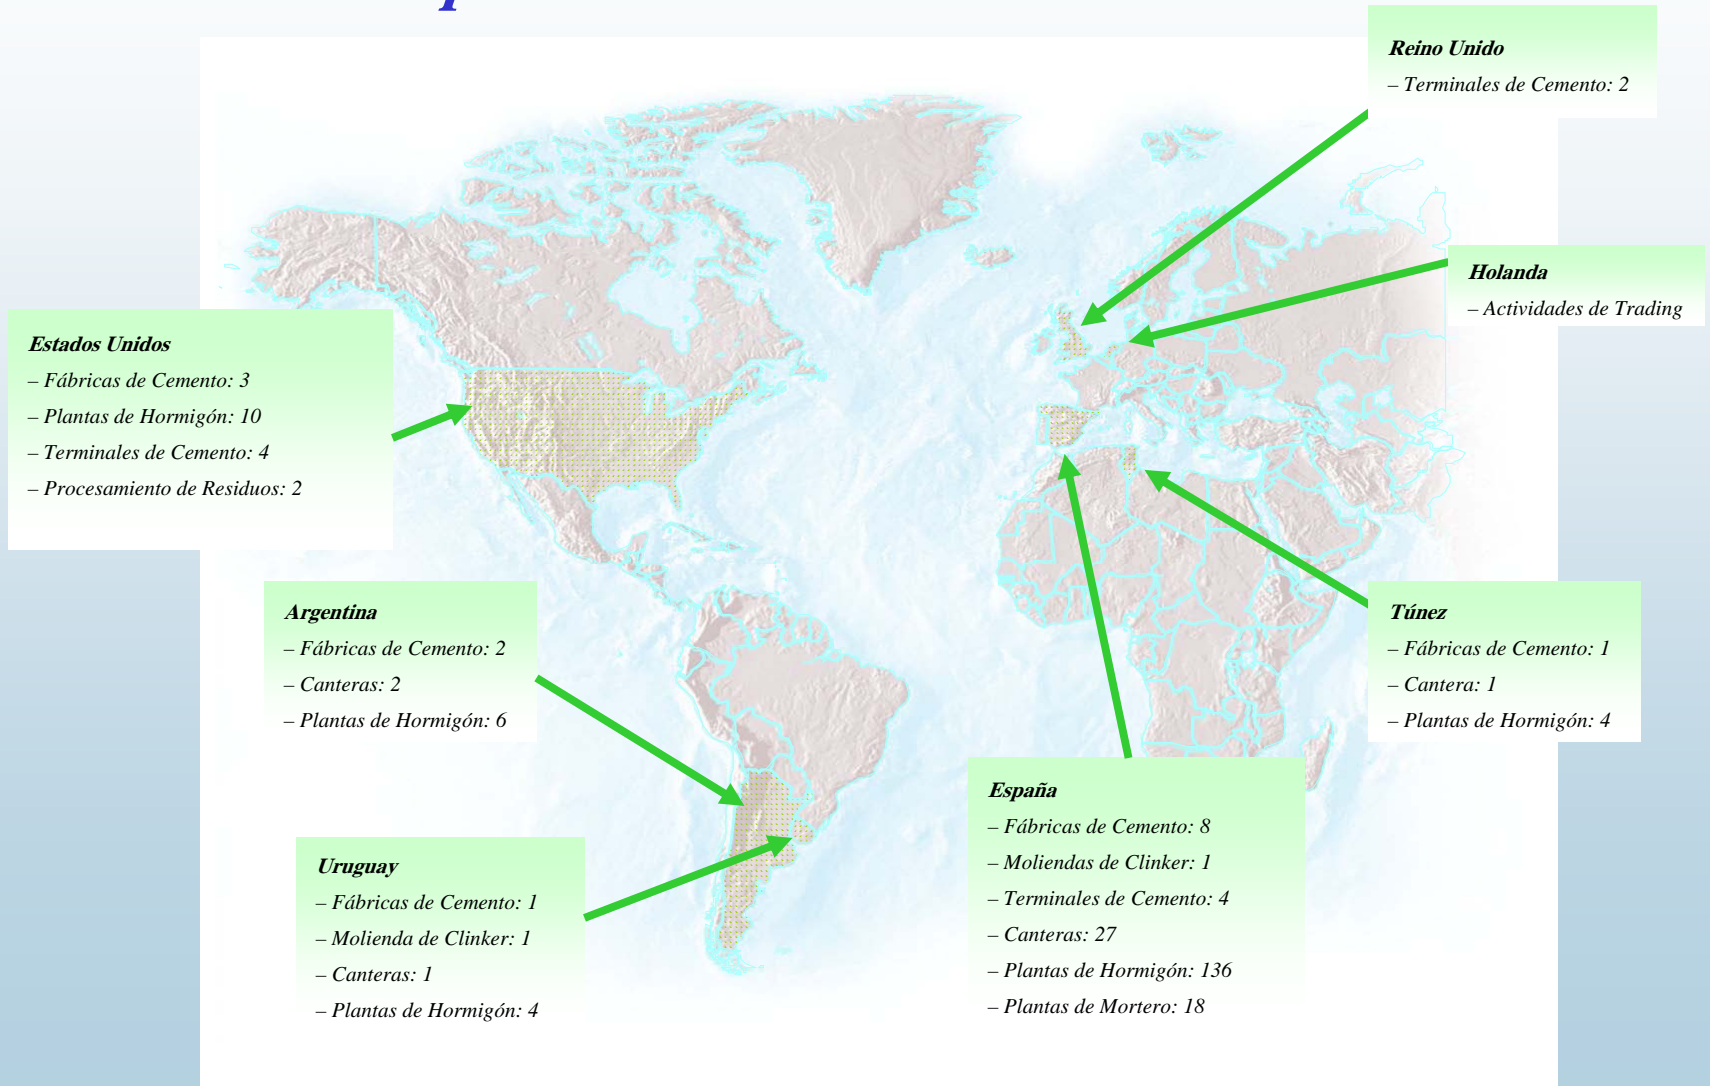 Reino Unido
– Terminales de Cemento: 2
Holanda
– Actividades de Trading
Estados Unidos
– Fábricas de Cemento: 3
– Plantas de Hormigón: 10
– Terminales de Cemento: 4
– Procesamiento de Residuos: 2
Argentina
– Fábricas de Cemento: 2
– Canteras: 2
– Plantas de Hormigón: 6
Túnez
– Fábricas de Cemento: 1
– Cantera: 1
– Plantas de Hormigón: 4
España
– Fábricas de Cemento: 8
– Moliendas de Clinker: 1
– Terminales de Cemento: 4
– Canteras: 27
– Plantas de Hormigón: 136
– Plantas de Mortero: 18
Uruguay
– Fábricas de Cemento: 1
– Molienda de Clinker: 1
– Canteras: 1
– Plantas de Hormigón: 4